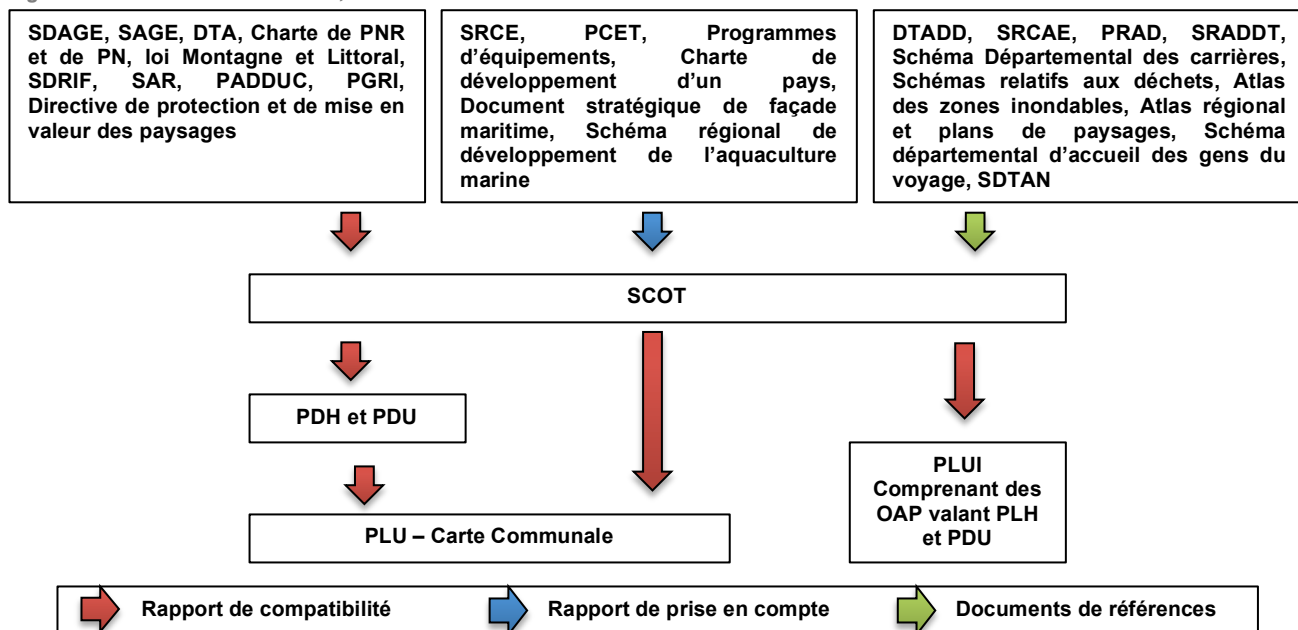 SDAGE, SAGE, DTA, Charte de PNR
et de PN, loi Montagne et Littoral,
SDRIF, SAR, PADDUC, PGRI,
Directive de protection et de mise en
valeur des paysages
SRCE, PCET, Programmes
d’équipements, Charte de
développement d’un pays,
Document stratégique de façade
maritime, Schéma régional de
développement de l’aquaculture
marine
DTADD, SRCAE, PRAD, SRADDT,
Schéma Départemental des carrières,
Schémas relatifs aux déchets, Atlas
des zones inondables, Atlas régional
et plans de paysages, Schéma
départemental d’accueil des gens du
voyage, SDTAN
SCOT
PDH et PDU
PLU – Carte Communale
PLUI
Comprenant des
OAP valant PLH
et PDU
Rapport de compatibilité
Rapport de prise en compte
Documents de références